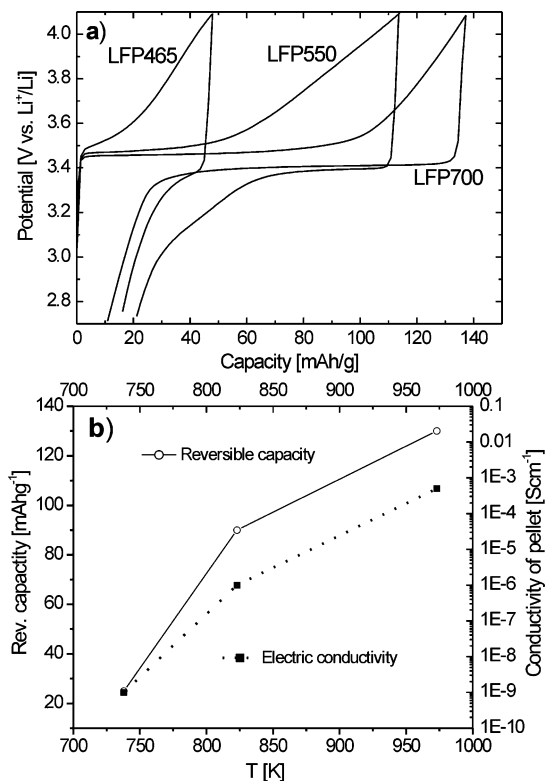 a)
LFP465
LFP550
LFP700
4.0
3.8
3.6
3.4
3.2
3.0
2.8
Potential [V vs. Li⁺/Li]
0 20 40 60 80 100 120 140
Capacity [mAh/g]
700 750 800 850 900 950 1000
b)
Reversible capacity
Electric conductivity
140
120
100
80
60
40
20
Rev. capactity [mAhg⁻¹]
0.1
0.01
1E-3
1E-4
1E-5
1E-6
1E-7
1E-8
1E-9
1E-10
Conductivity of pellet [Scm⁻¹]
700 750 800 850 900 950 1000
T [K]